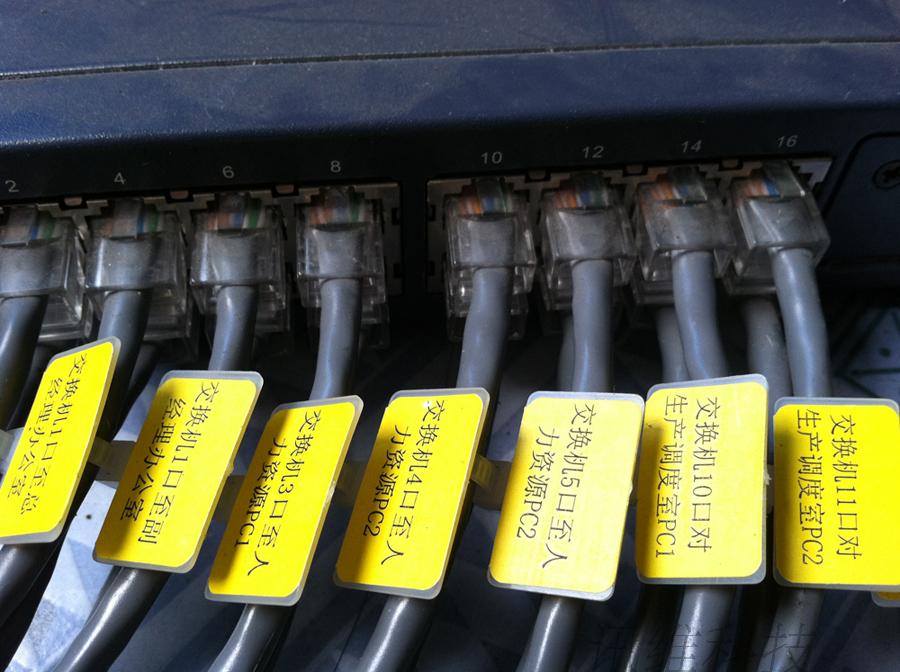 2
4
6
8
10
12
14
16
交换机1口至总
经理办公室
交换机1口至副
经理办公室
交换机3口至人
力资源PC1
交换机4口至人
力资源PC2
交换机5口至人
力资源PC2
交换机10口对
生产调度室PC1
交换机11口对
生产调度室PC2